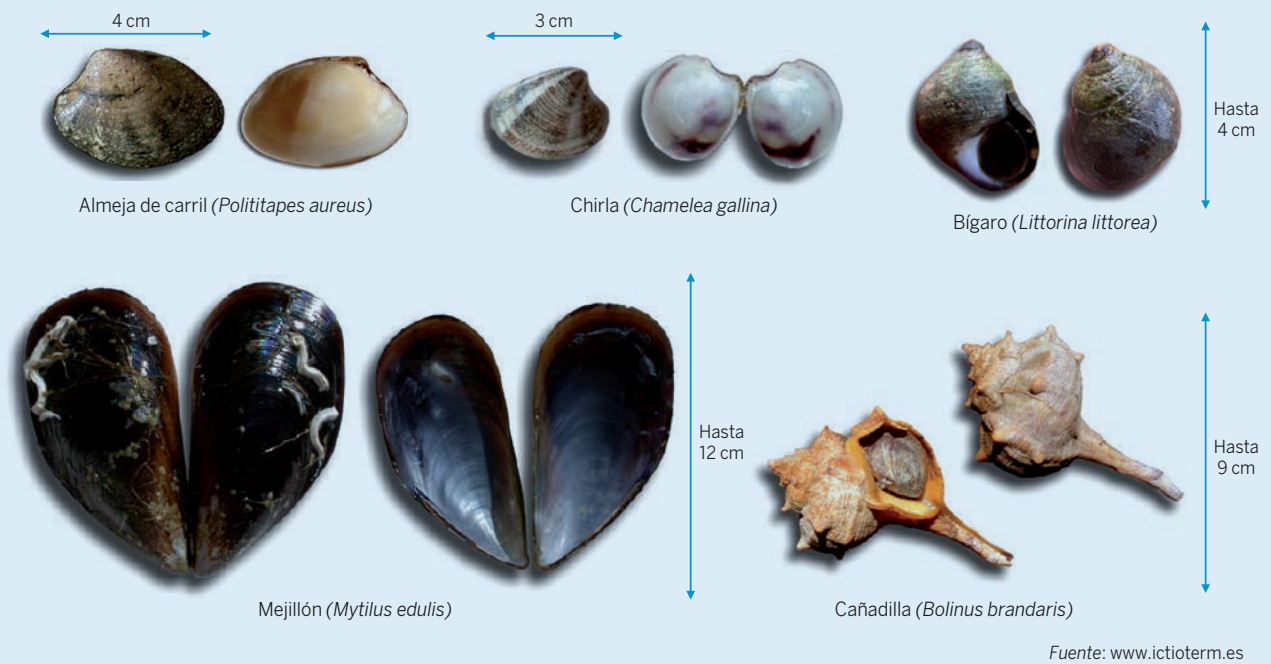 4 cm
3 cm
Hasta
4 cm
Almeja de carril (Polititapes aureus)
Chirla (Chamelea gallina)
Bígaro (Littorina littorea)
Hasta
12 cm
Hasta
9 cm
Mejillón (Mytilus edulis)
Cañadilla (Bolinus brandaris)
Fuente: www.ictioterm.es